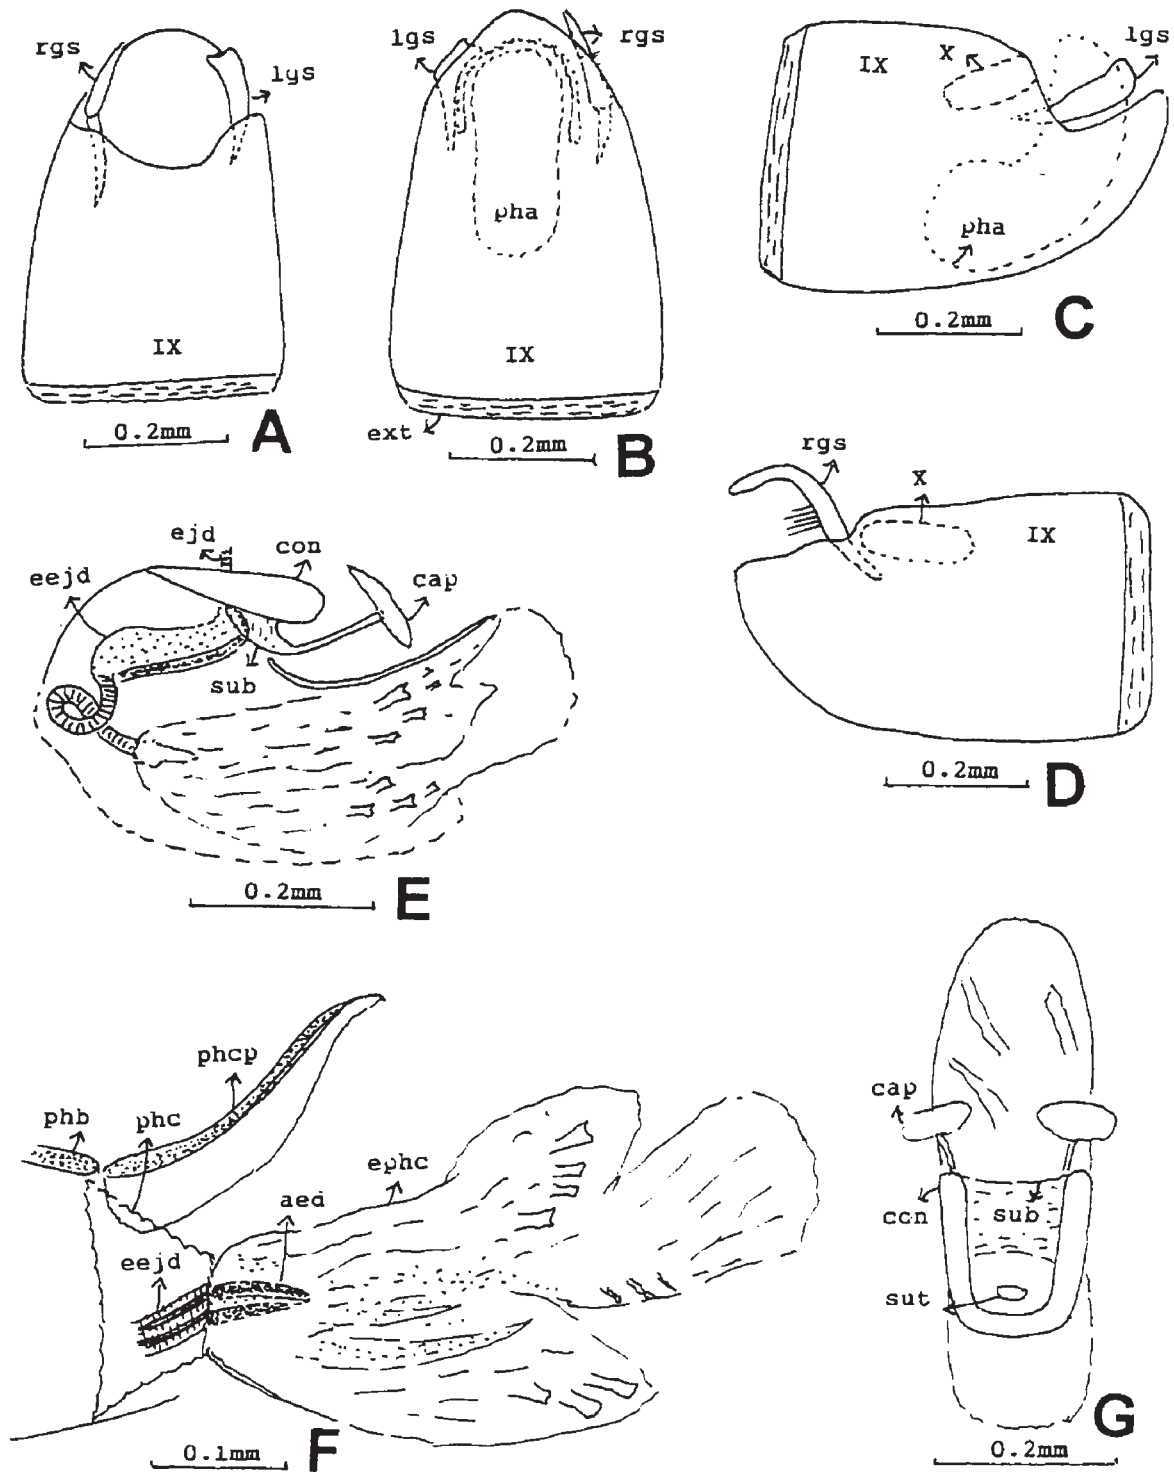 rgs
lgs
IX
0.2mm
A
lgs
rgs
pha
IX
ext
0.2mm
B
IX
X
lgs
pha
0.2mm
C
rgs
X
IX
0.2mm
D
ejd
con
eejd
cap
sub
0.2mm
E
phcp
phb
phc
ephc
aed
eejd
0.1mm
F
cap
con
sub
sut
G
0.2mm